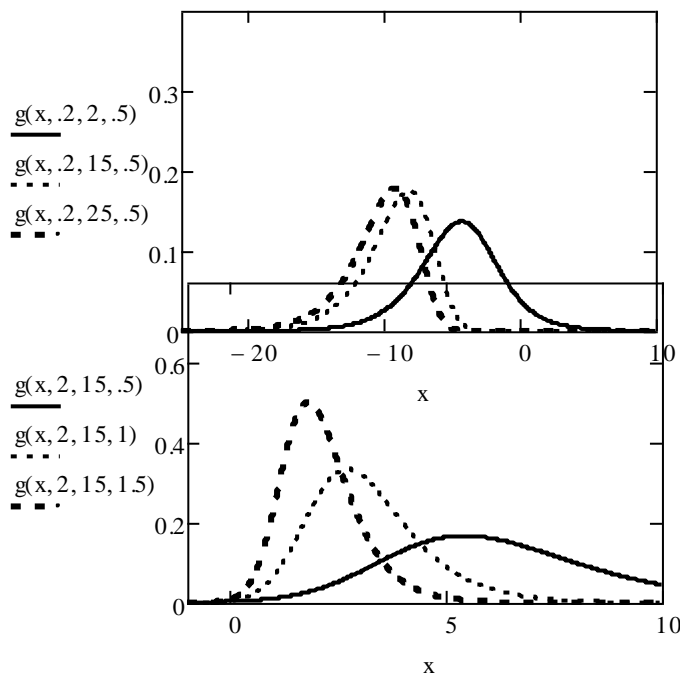 0.3
0.2
0.1
0
g(x, .2, 2, .5)
g(x, .2, 15, .5)
g(x, .2, 25, .5)
− 20 − 10 0 10
x
0.6
0.4
0.2
0
g(x, 2, 15, .5)
g(x, 2, 15, 1)
g(x, 2, 15, 1.5)
0 5 10
x